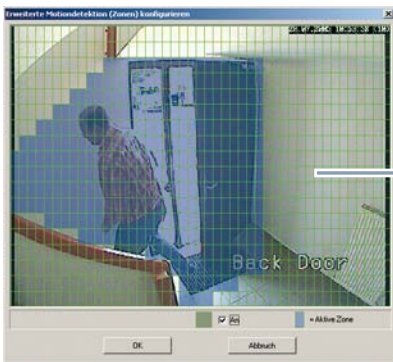 Erweiterte Motiondetektion (Zonen) konfigurieren
Back Door
An
= Aktive Zone
OK
Abbruch